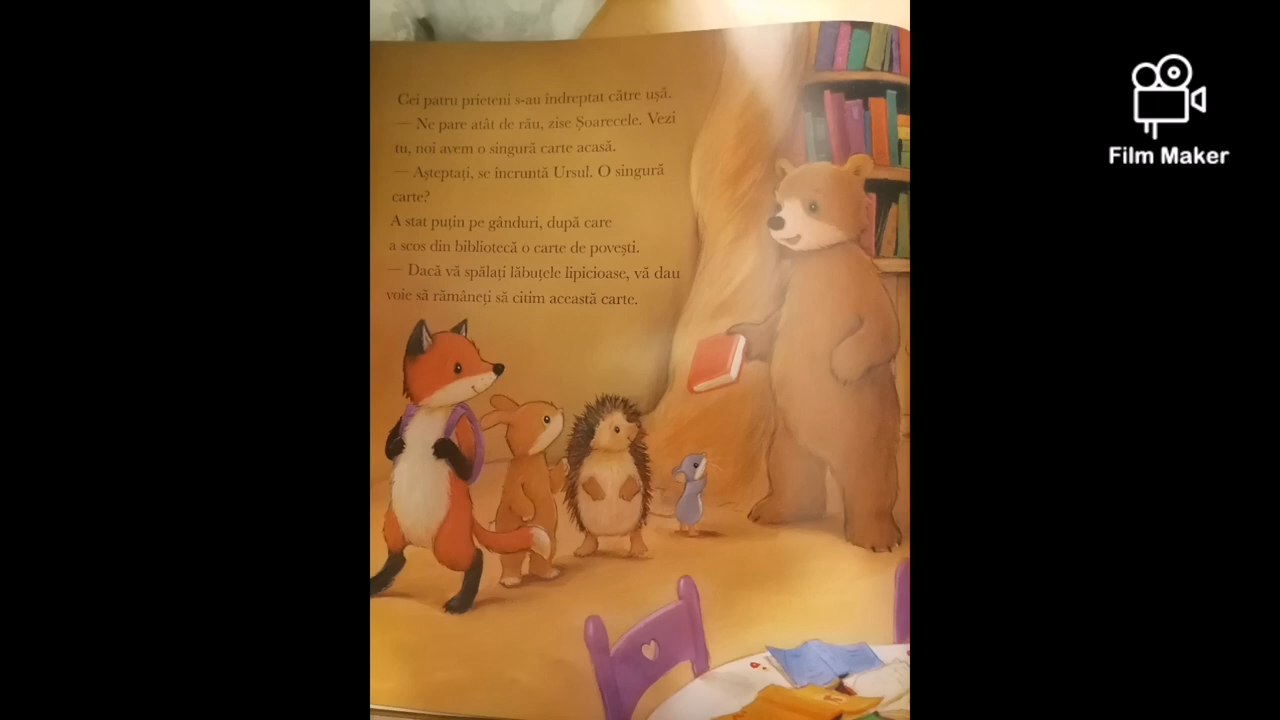 Cei patru prieteni s-au îndreptat către ușă.
— Ne pare atât de rău, zise Șoarecele. Vezi
tu, noi avem o singură carte acasă.
— Așteptați, se încruntă Ursul. O singură
carte?
A stat puțin pe gânduri, după care
a scos din bibliotecă o carte de povești.
— Dacă vă spălați lăbuțele lipicioase, vă dau
voie să rămâneți să citim această carte.
Film Maker